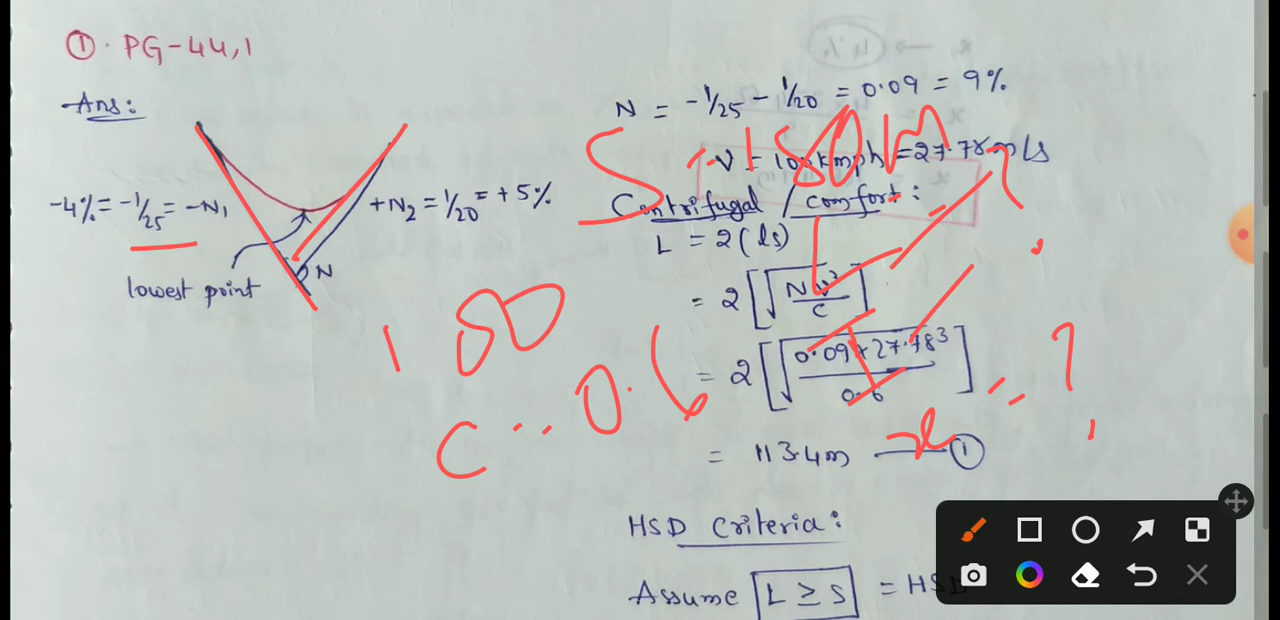 ① . PG-44,1
Ans:
N = -1/25 - 1/20 = 0.09 = 9%
S = 180m
V = 100kmph = 27.78m/s
-4% = -1/25 = -N1
+N2 = 1/20 = +5%
Centrifugal / comfort:
L = 2(ls)
N
lowest point
= 2[√NV³/C]
180
= 2[√0.09×27.783/0.6]
C = 0.6
L
= ?
x
= 113.4m ①
HSD Criteria:
Assume L ≥ S = HSD